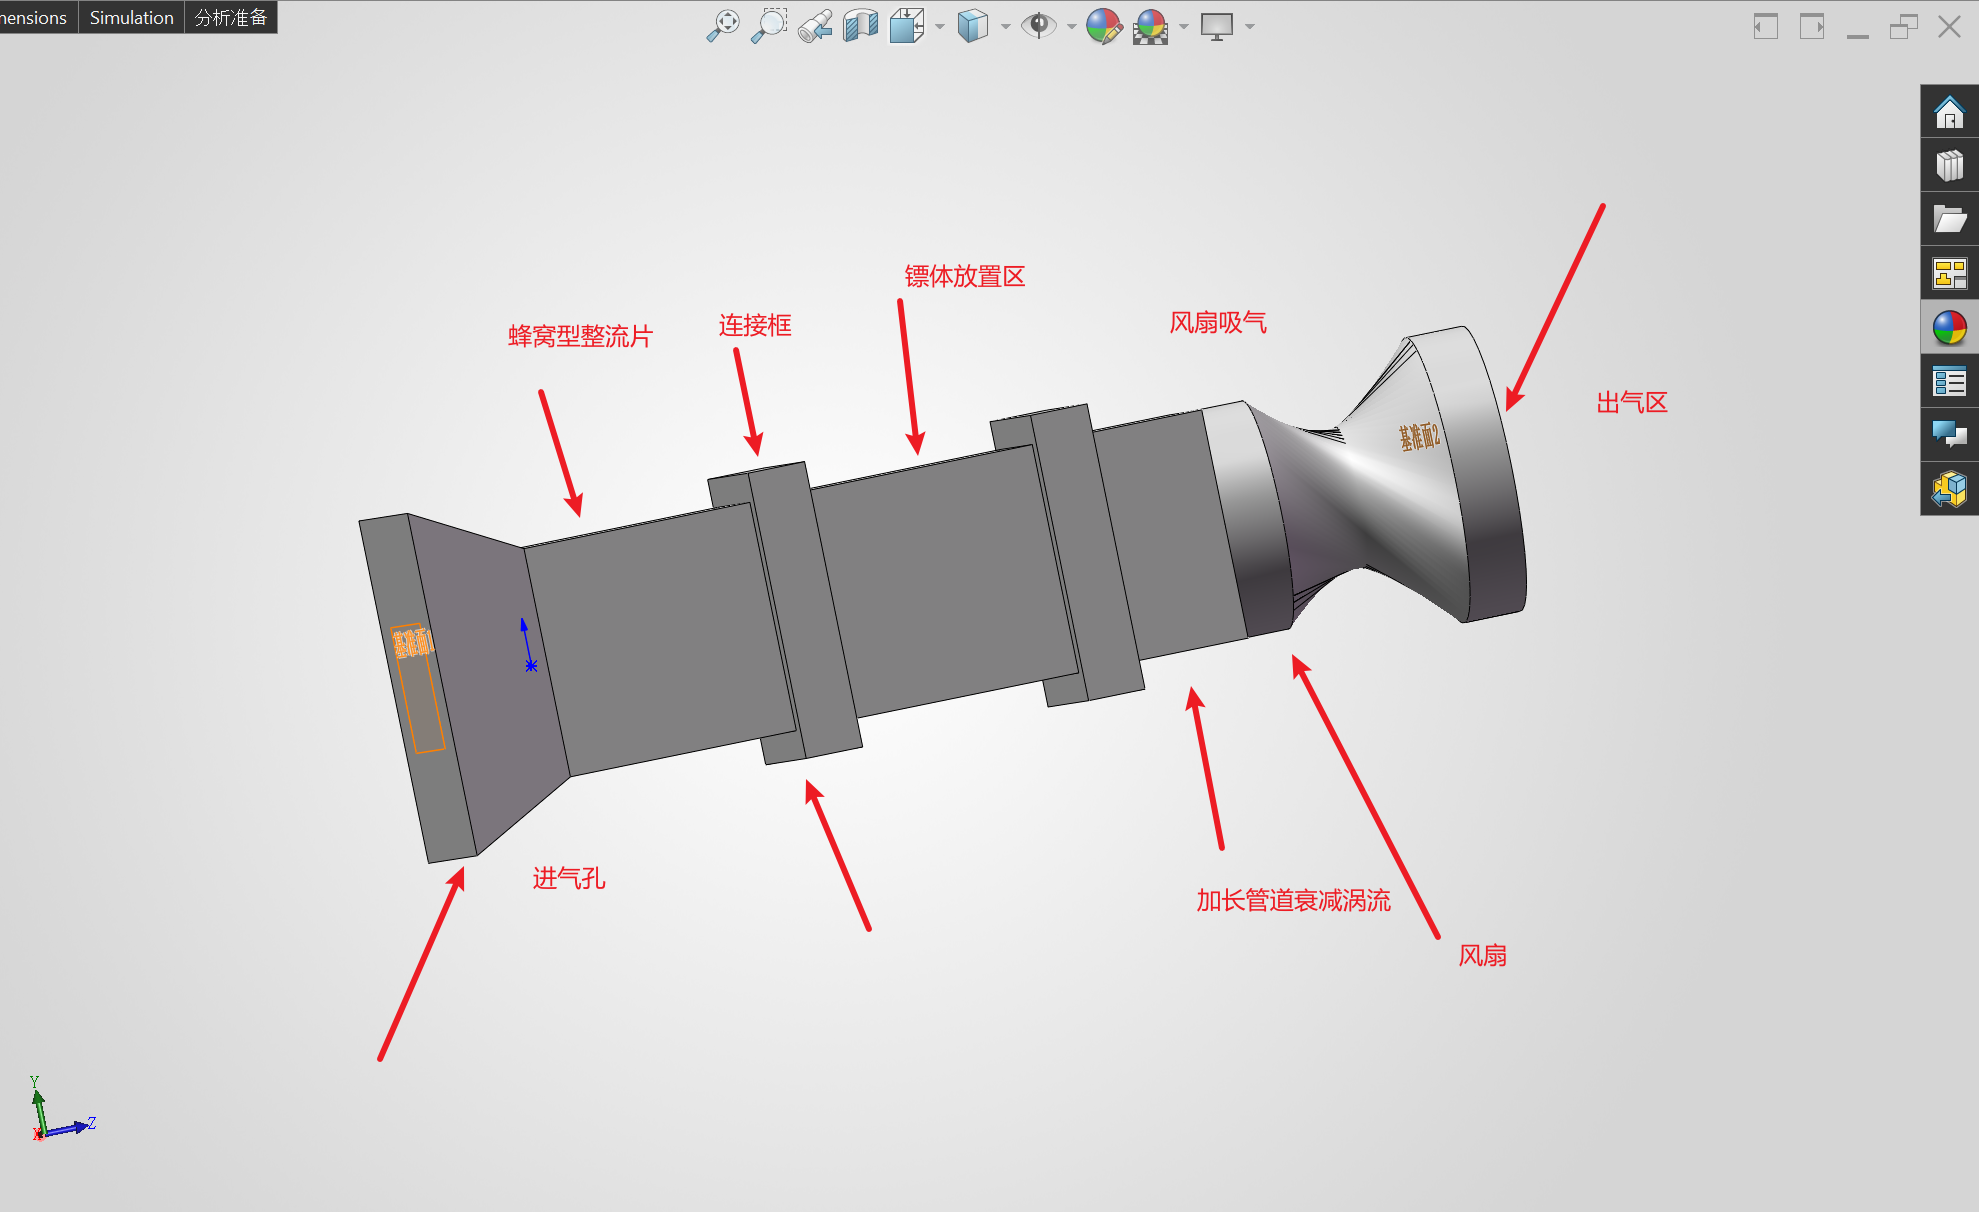 mensions
Simulation
分析准备
镖体放置区
连接框
风扇吸气
蜂窝型整流片
出气区
基准面2
基准面1
进气孔
加长管道衰减涡流
风扇
Y
Z
X